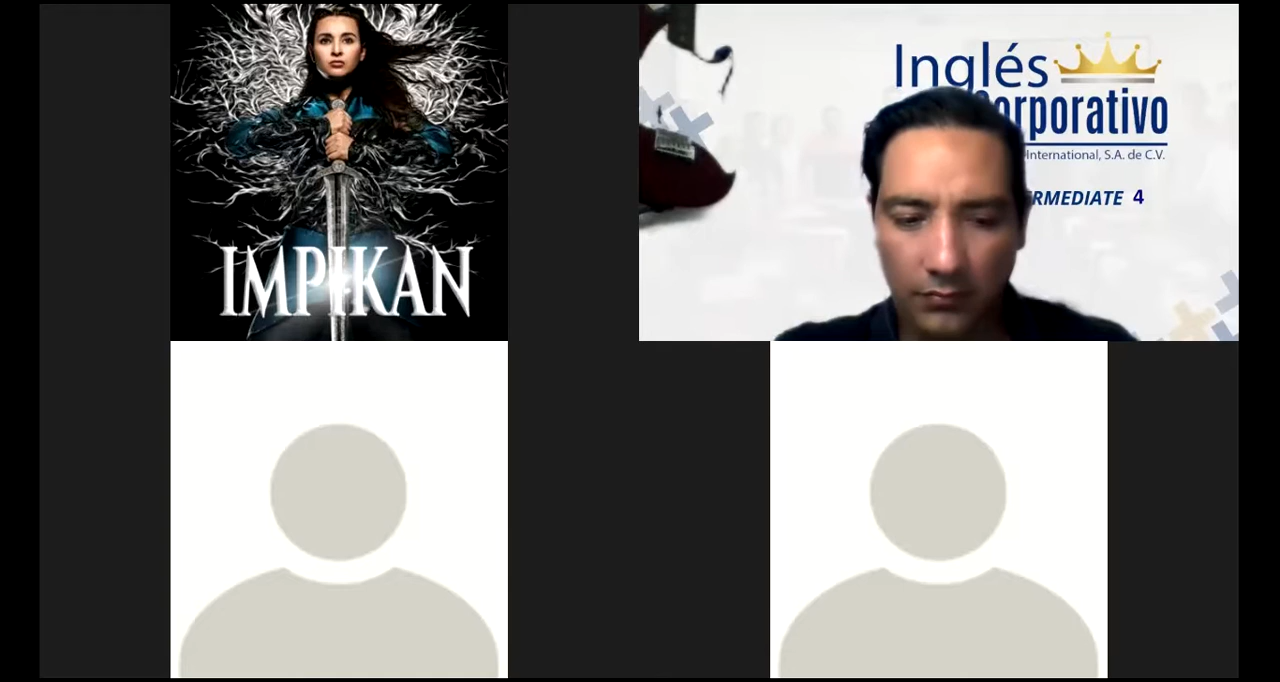 IMPIKAN
Inglés
orporativo
International, S.A. de C.V.
RMEDIATE 4